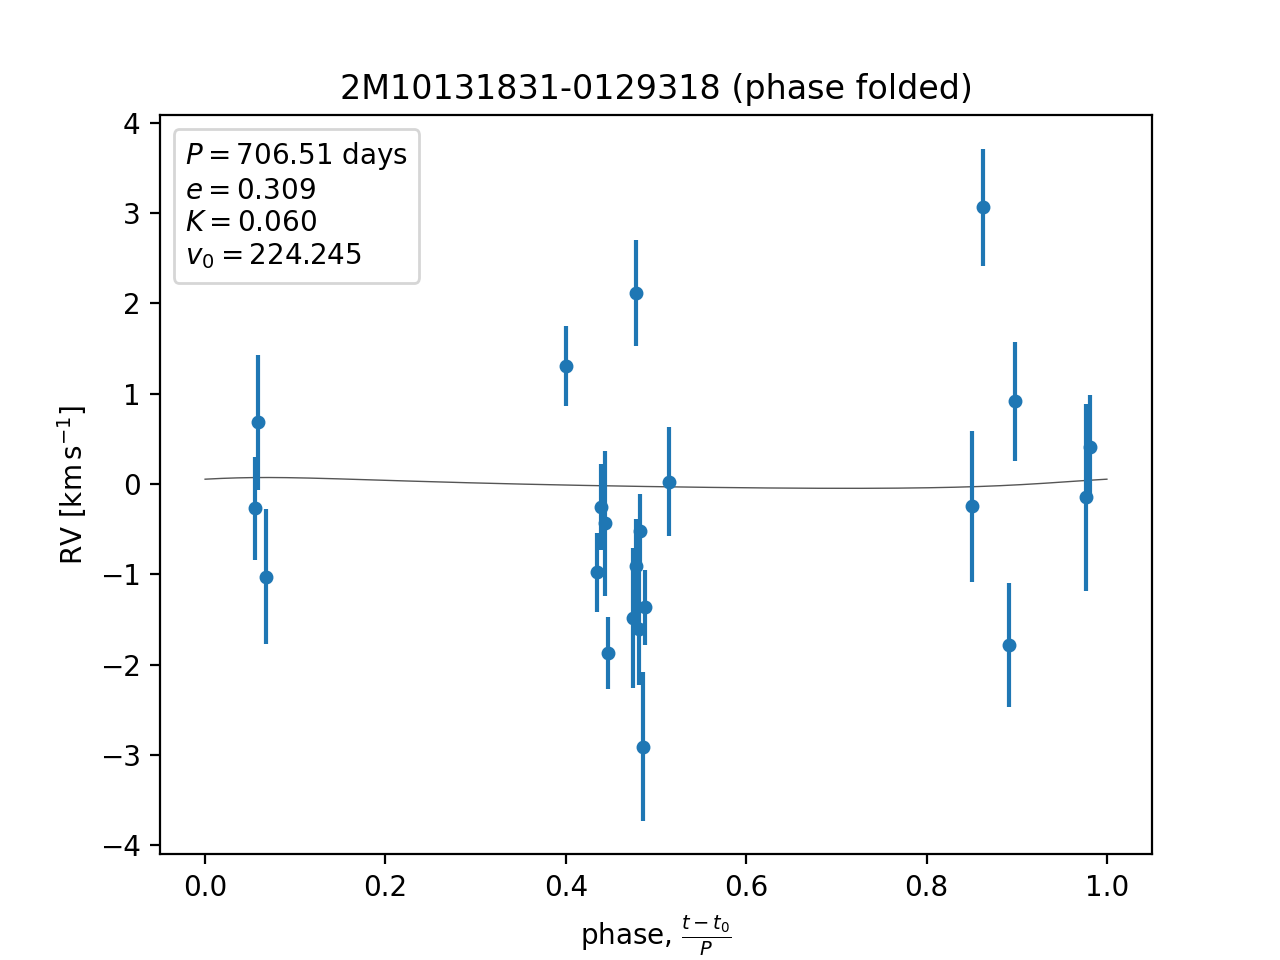 2M10131831-0129318 (phase folded)
P = 706.51 days
e = 0.309
K = 0.060
v₀ = 224.245
4
3
2
1
0
−1
−2
−3
−4
RV [km s⁻¹]
0.0 0.2 0.4 0.6 0.8 1.0
phase, (t − t₀)/P